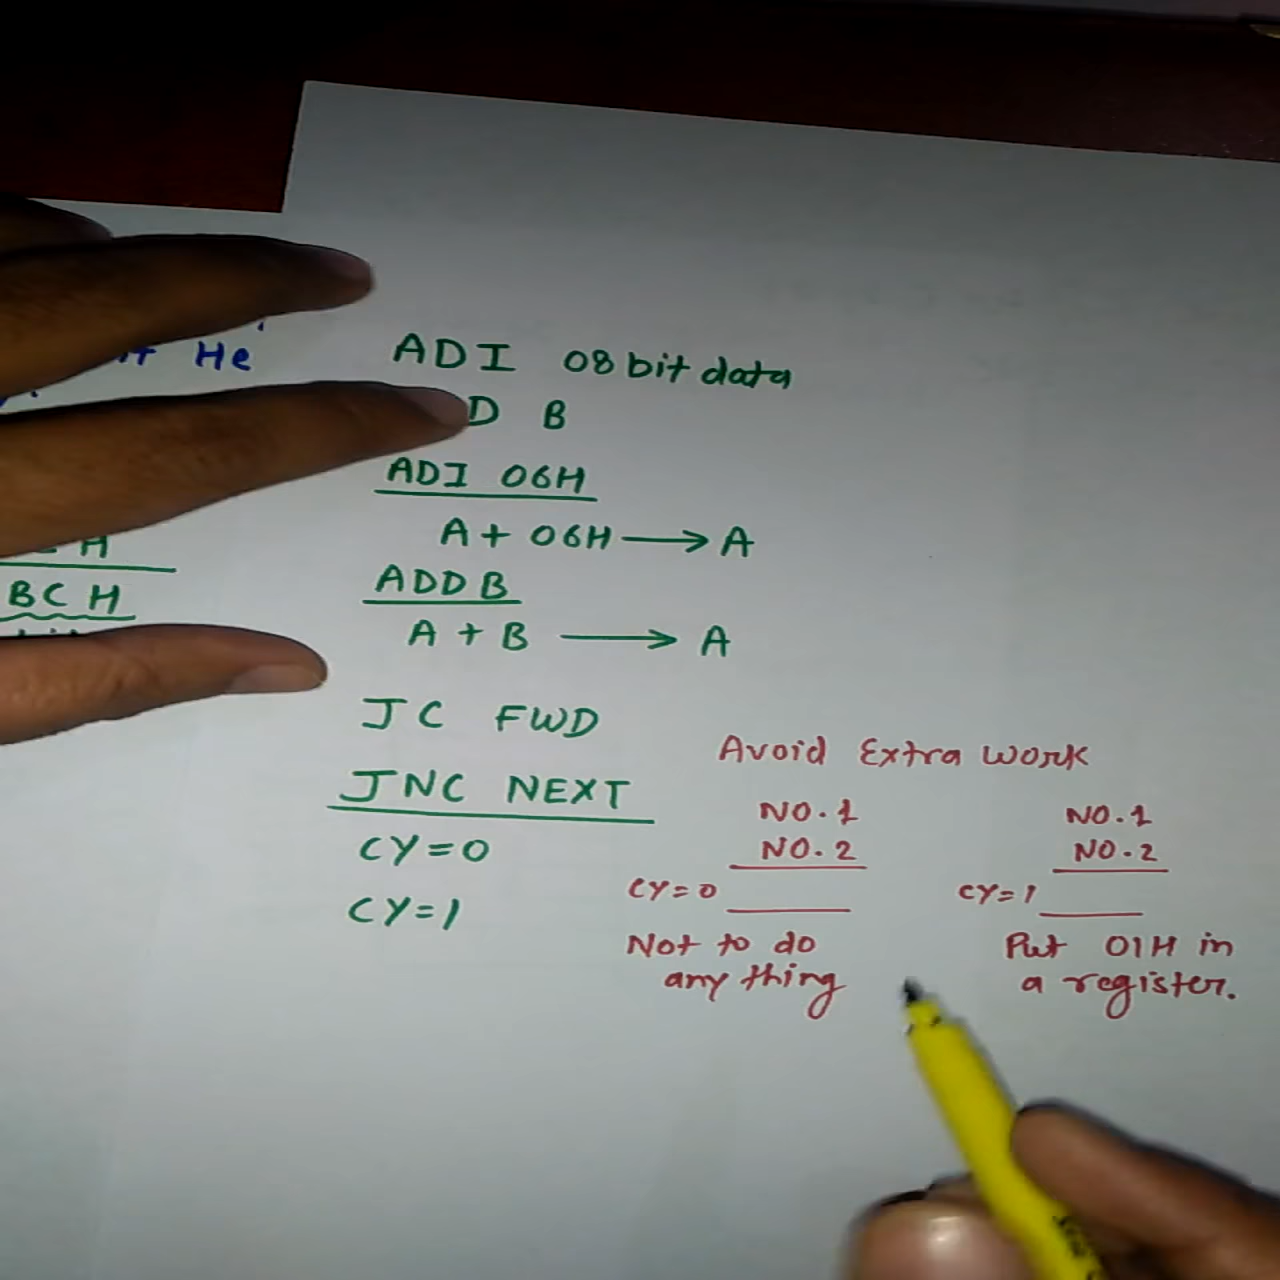 He
ADI 08 bit data
D B
ADI 06H
A + 06H → A
H
BCH
ADD B
A + B → A
JC FWD
JNC NEXT
CY=0
CY=1
Avoid Extra work
NO.1
NO.2
CY=0
Not to do
any thing
NO.1
NO.2
CY=1
Put 01H in
a register.